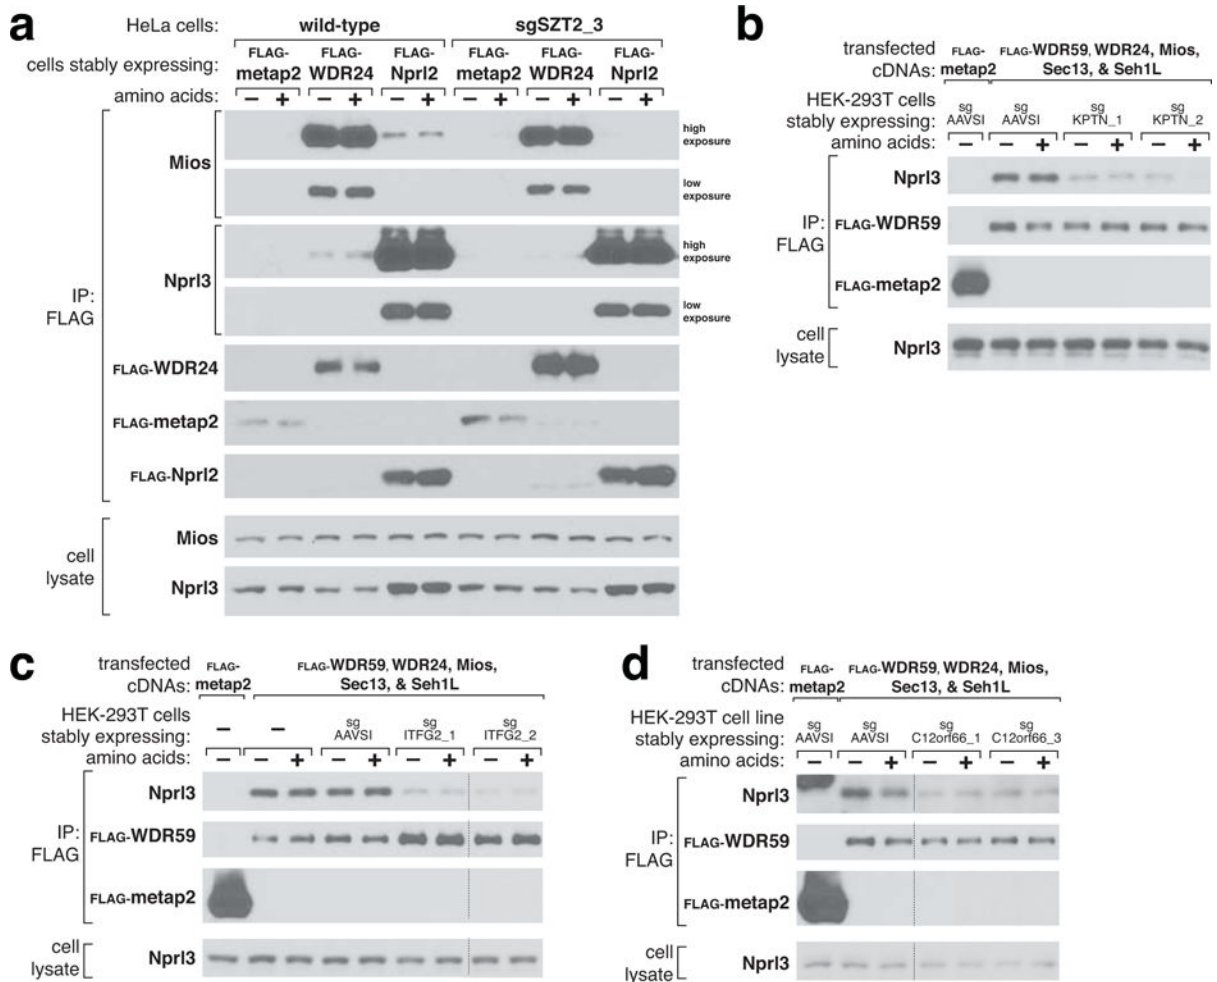 a
HeLa cells: wild-type sgSZT2_3
cells stably expressing: FLAG-metap2 FLAG-WDR24 FLAG-Nprl2 FLAG-metap2 FLAG-WDR24 FLAG-Nprl2
amino acids: – + – + – + – + – + – +
IP: FLAG
Mios
high exposure
low exposure
Nprl3
high exposure
low exposure
FLAG-WDR24
FLAG-metap2
FLAG-Nprl2
cell lysate
Mios
Nprl3
b
transfected cDNAs: FLAG-metap2 FLAG-WDR59, WDR24, Mios, Sec13, & Seh1L
HEK-293T cells stably expressing: sg AAVSI sg AAVSI sg KPTN_1 sg KPTN_2
amino acids: – – + – + – +
IP: FLAG
Nprl3
FLAG-WDR59
FLAG-metap2
cell lysate
Nprl3
c
transfected cDNAs: FLAG-metap2 FLAG-WDR59, WDR24, Mios, Sec13, & Seh1L
HEK-293T cells stably expressing: – – sg AAVSI sg ITFG2_1 sg ITFG2_2
amino acids: – – + – + – + – +
IP: FLAG
Nprl3
FLAG-WDR59
FLAG-metap2
cell lysate
Nprl3
d
transfected cDNAs: FLAG-metap2 FLAG-WDR59, WDR24, Mios, Sec13, & Seh1L
HEK-293T cell line stably expressing: sg AAVSI sg AAVSI sg C12orf66_1 sg C12orf66_3
amino acids: – – + – + – +
IP: FLAG
Nprl3
FLAG-WDR59
FLAG-metap2
cell lysate
Nprl3